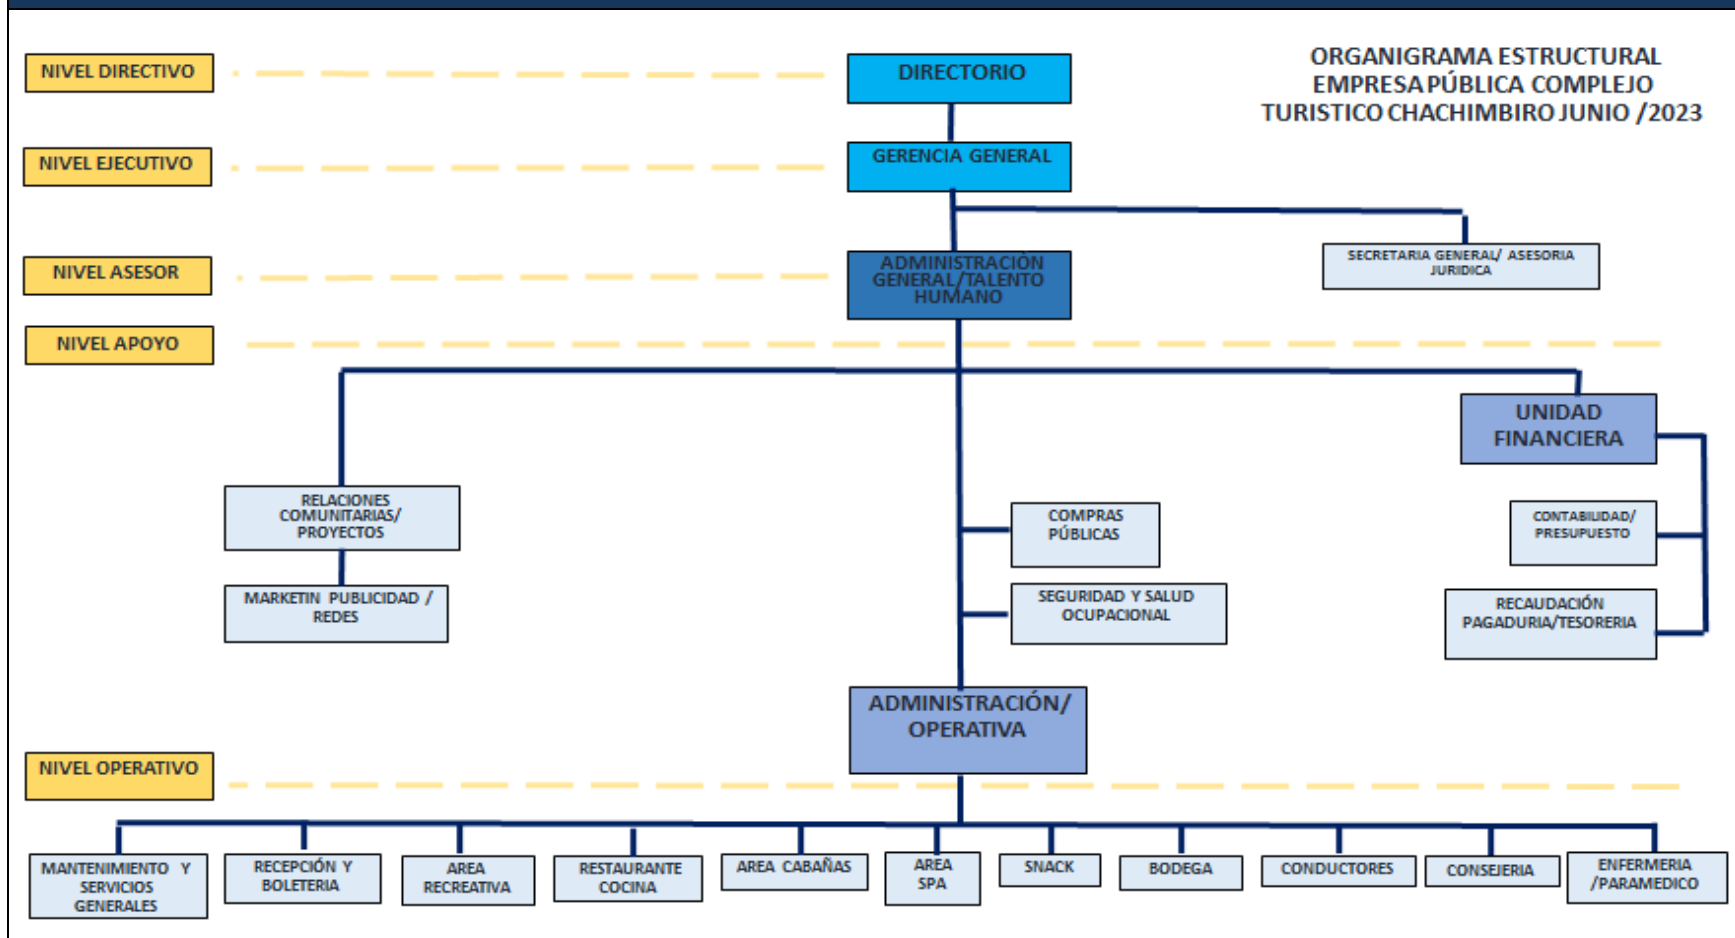 ORGANIGRAMA ESTRUCTURAL
EMPRESA PÚBLICA COMPLEJO
TURISTICO CHACHIMBIRO JUNIO /2023
NIVEL DIRECTIVO
DIRECTORIO
NIVEL EJECUTIVO
GERENCIA GENERAL
NIVEL ASESOR
ADMINISTRACIÓN
GENERAL/TALENTO
HUMANO
SECRETARIA GENERAL/ ASESORIA
JURIDICA
NIVEL APOYO
UNIDAD
FINANCIERA
RELACIONES
COMUNITARIAS/
PROYECTOS
COMPRAS
PÚBLICAS
CONTABILIDAD/
PRESUPUESTO
MARKETIN PUBLICIDAD /
REDES
SEGURIDAD Y SALUD
OCUPACIONAL
RECAUDACIÓN
PAGADURIA/TESORERIA
ADMINISTRACIÓN/
OPERATIVA
NIVEL OPERATIVO
MANTENIMIENTO Y
SERVICIOS
GENERALES
RECEPCIÓN Y
BOLETERIA
AREA
RECREATIVA
RESTAURANTE
COCINA
AREA CABAÑAS
AREA
SPA
SNACK
BODEGA
CONDUCTORES
CONSEJERIA
ENFERMERIA
/PARAMEDICO